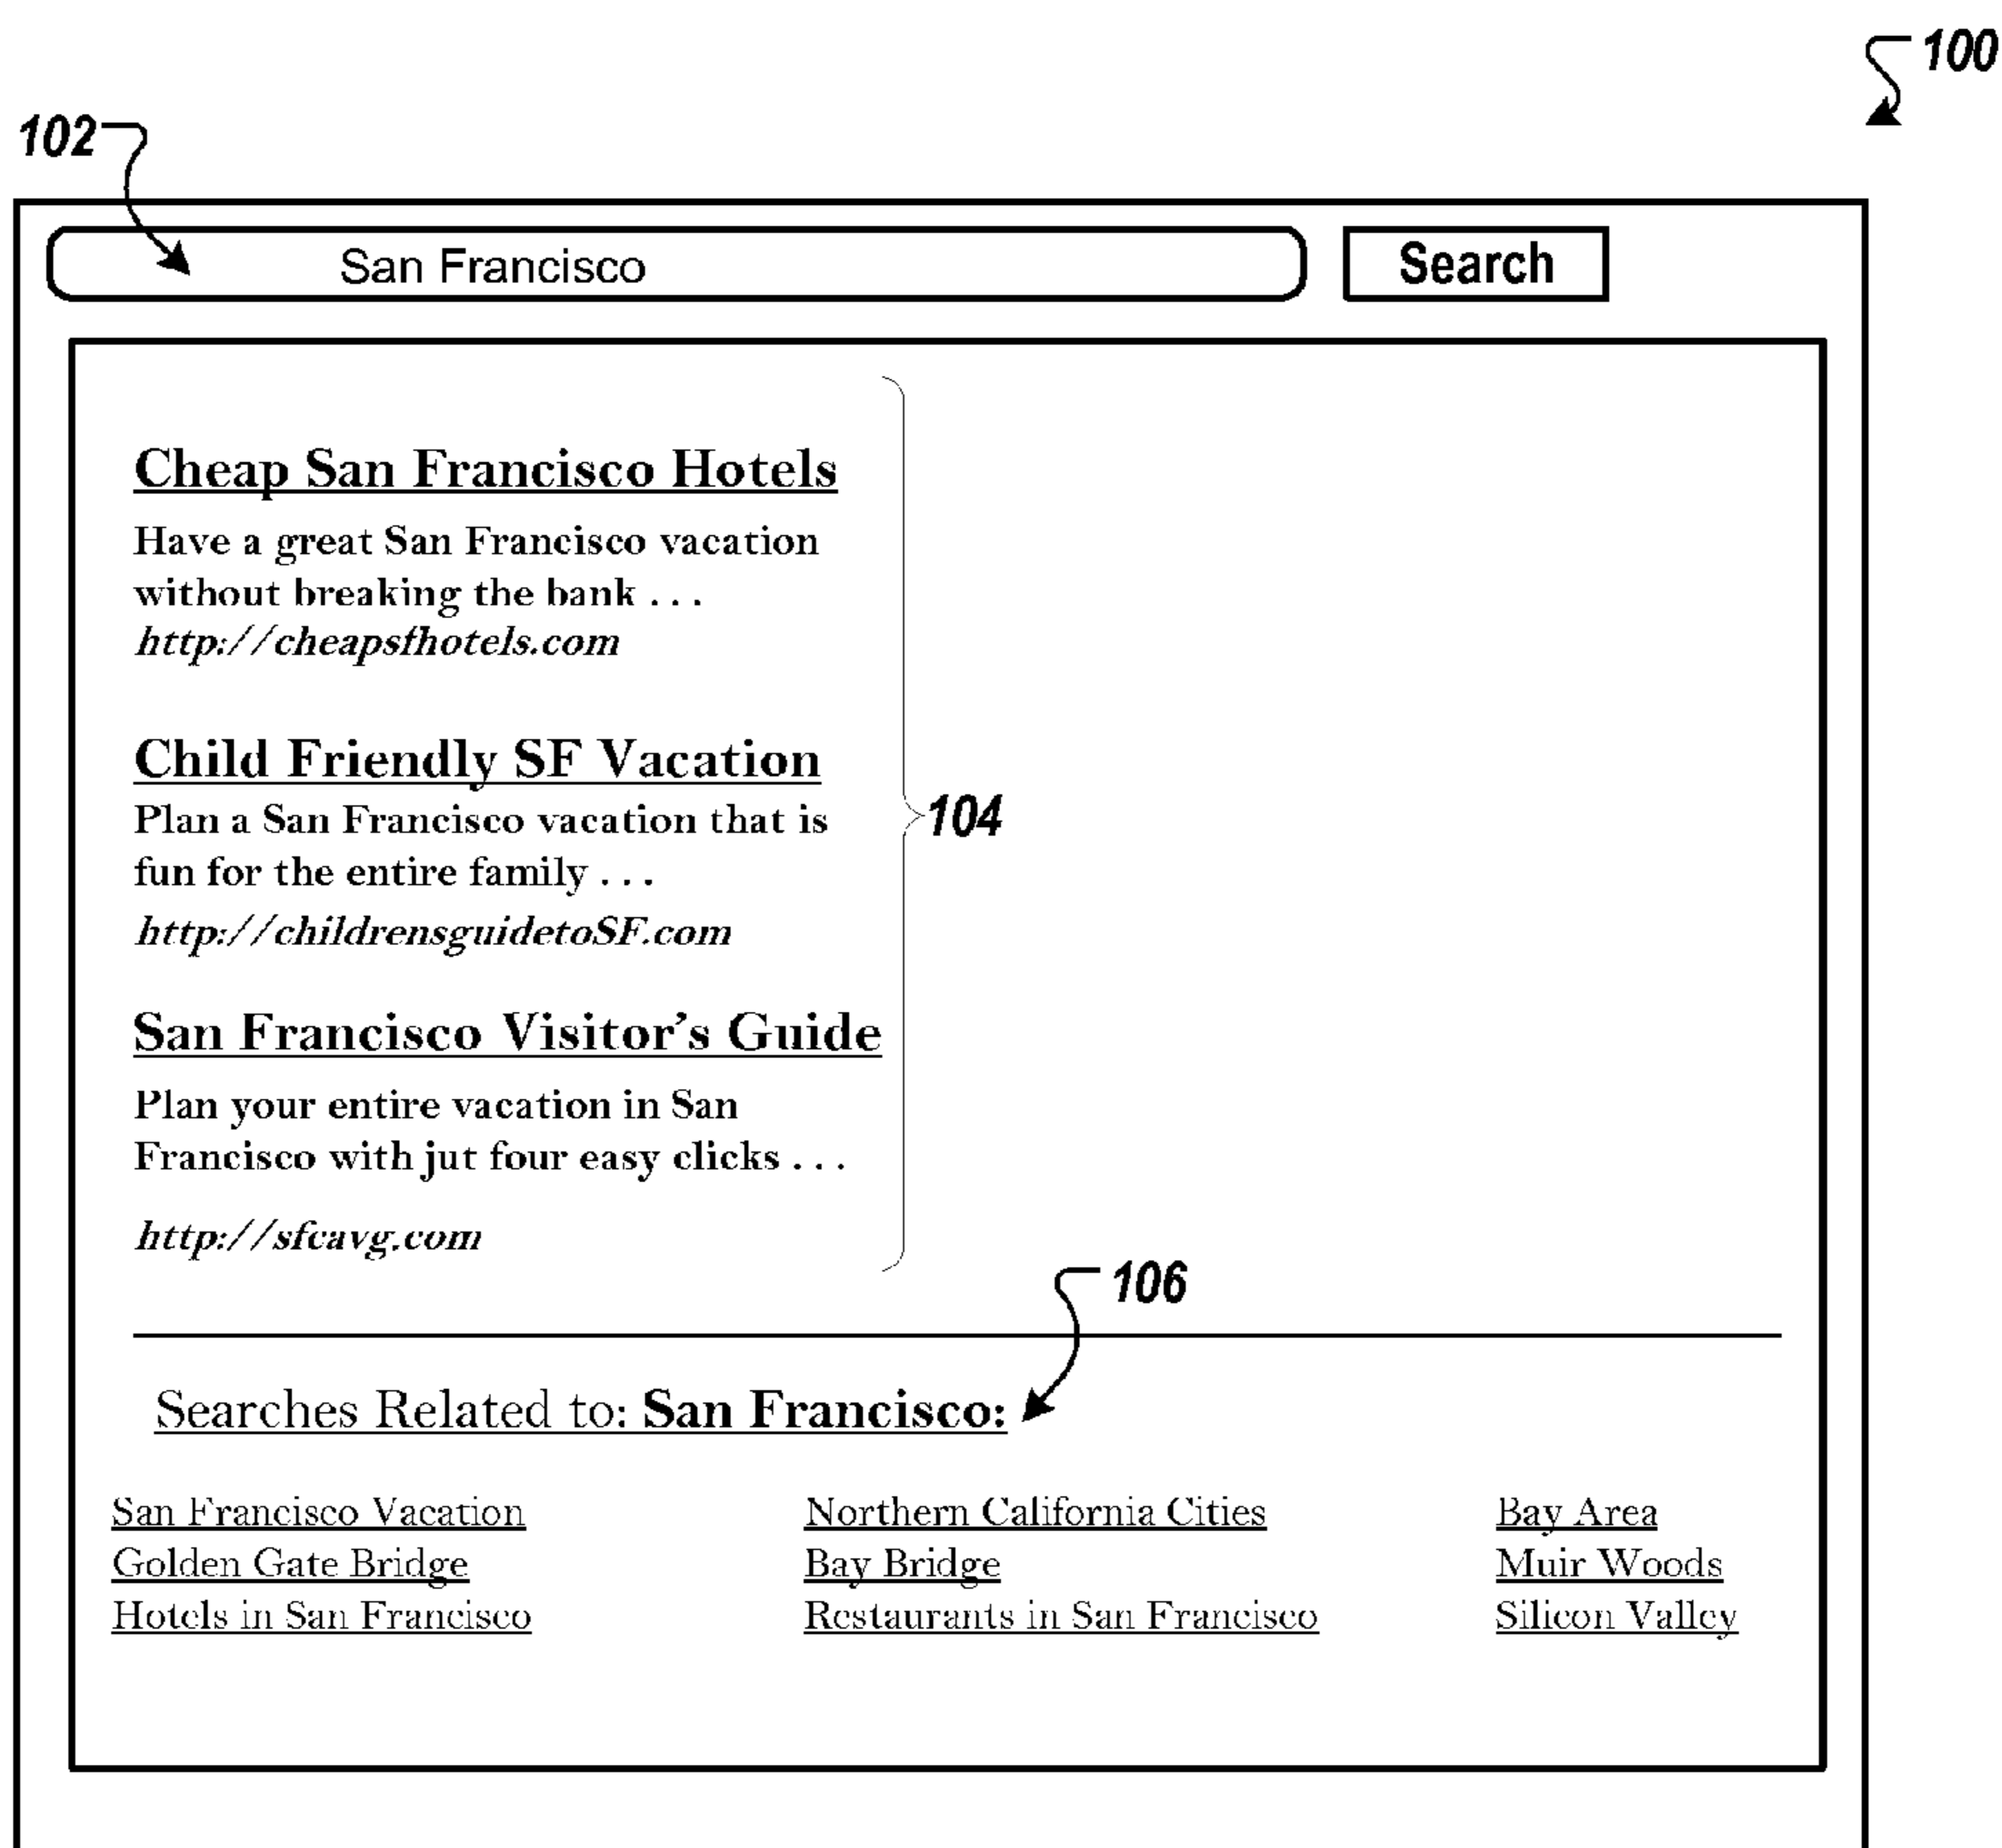 100
102
San Francisco Search
Cheap San Francisco Hotels
Have a great San Francisco vacation
without breaking the bank . . .
http://cheapsfhotels.com
Child Friendly SF Vacation
Plan a San Francisco vacation that is
fun for the entire family . . .
http://childrensguidetoSF.com
104
San Francisco Visitor's Guide
Plan your entire vacation in San
Francisco with jut four easy clicks . . .
http://sfcavg.com
106
Searches Related to: San Francisco:
San Francisco Vacation Northern California Cities Bay Area
Golden Gate Bridge Bay Bridge Muir Woods
Hotels in San Francisco Restaurants in San Francisco Silicon Valley